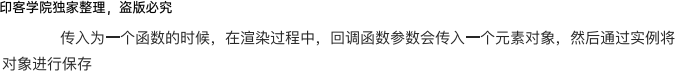 印客学院独家整理，盗版必究
传入为一个函数的时候，在渲染过程中，回调函数参数会传入一个元素对象，然后通过实例将
对象进行保存